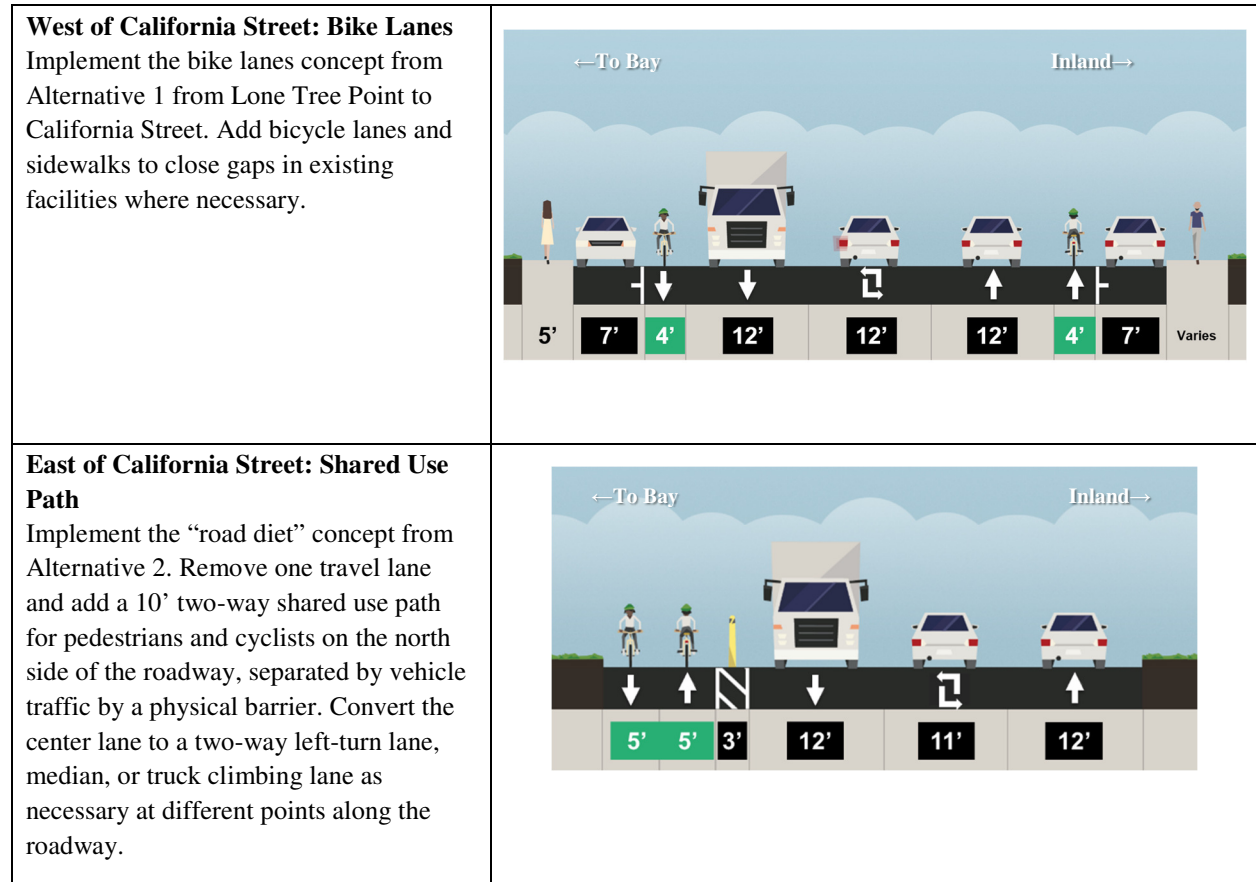 West of California Street: Bike Lanes
Implement the bike lanes concept from
Alternative 1 from Lone Tree Point to
California Street. Add bicycle lanes and
sidewalks to close gaps in existing
facilities where necessary.
←To Bay
Inland→
5’ 7’ 4’ 12’ 12’ 12’ 4’ 7’ Varies
East of California Street: Shared Use
Path
Implement the “road diet” concept from
Alternative 2. Remove one travel lane
and add a 10’ two-way shared use path
for pedestrians and cyclists on the north
side of the roadway, separated by vehicle
traffic by a physical barrier. Convert the
center lane to a two-way left-turn lane,
median, or truck climbing lane as
necessary at different points along the
roadway.
←To Bay
Inland→
5’ 5’ 3’ 12’ 11’ 12’